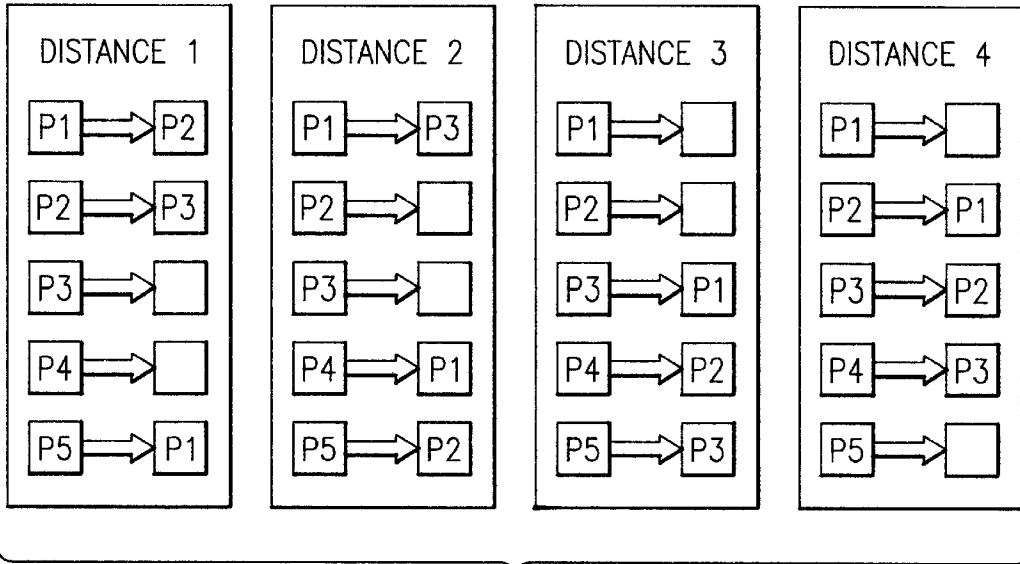 DISTANCE 1
P1 P2
P2 P3
P3
P4
P5 P1
DISTANCE 2
P1 P3
P2
P3
P4 P1
P5 P2
DISTANCE 3
P1
P2
P3 P1
P4 P2
P5 P3
DISTANCE 4
P1
P2 P1
P3 P2
P4 P3
P5